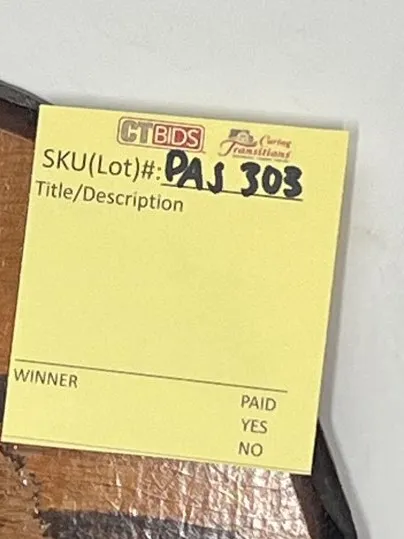 CTBIDS Caring Transitions
SKU(Lot)#: PAJ 303
Title/Description
WINNER
PAID
YES
NO